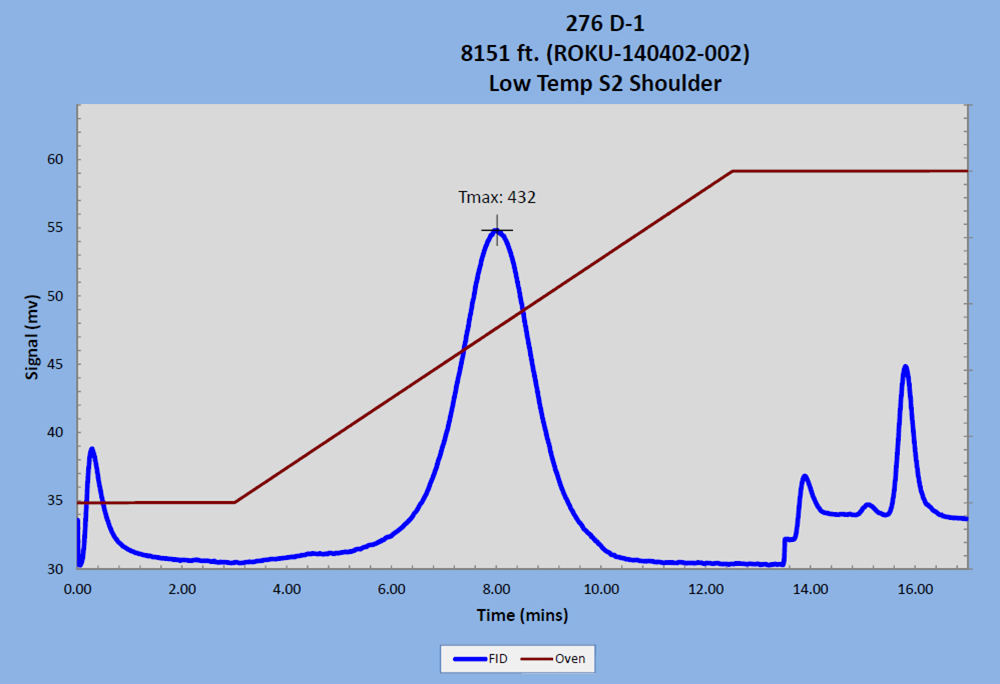 276 D-1
8151 ft. (ROKU-140402-002)
Low Temp S2 Shoulder
Tmax: 432
Signal (mv)
60
55
50
45
40
35
30
0.00 2.00 4.00 6.00 8.00 10.00 12.00 14.00 16.00
Time (mins)
FID Oven